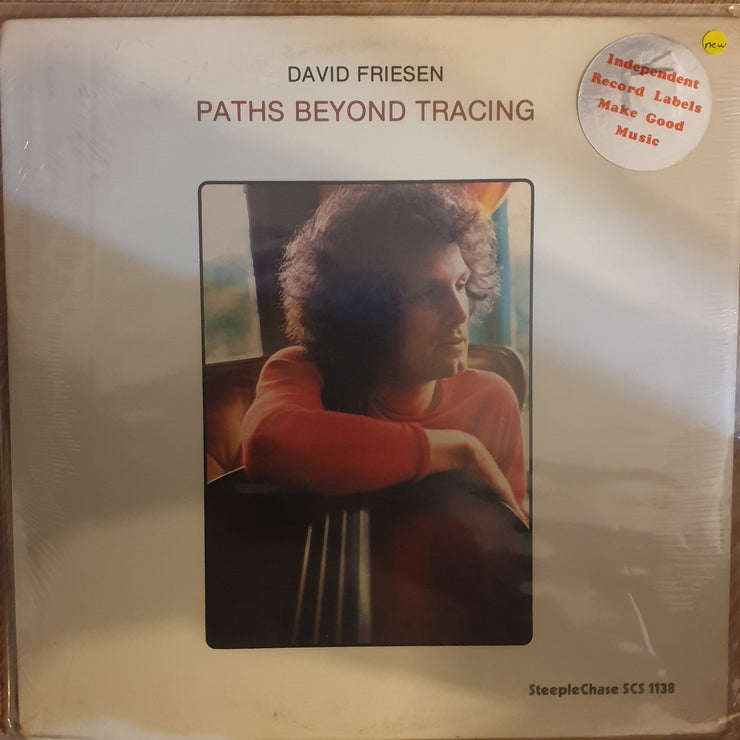 DAVID FRIESEN
PATHS BEYOND TRACING
new
Independent
Record Labels
Make Good
Music
SteepleChase SCS 1138